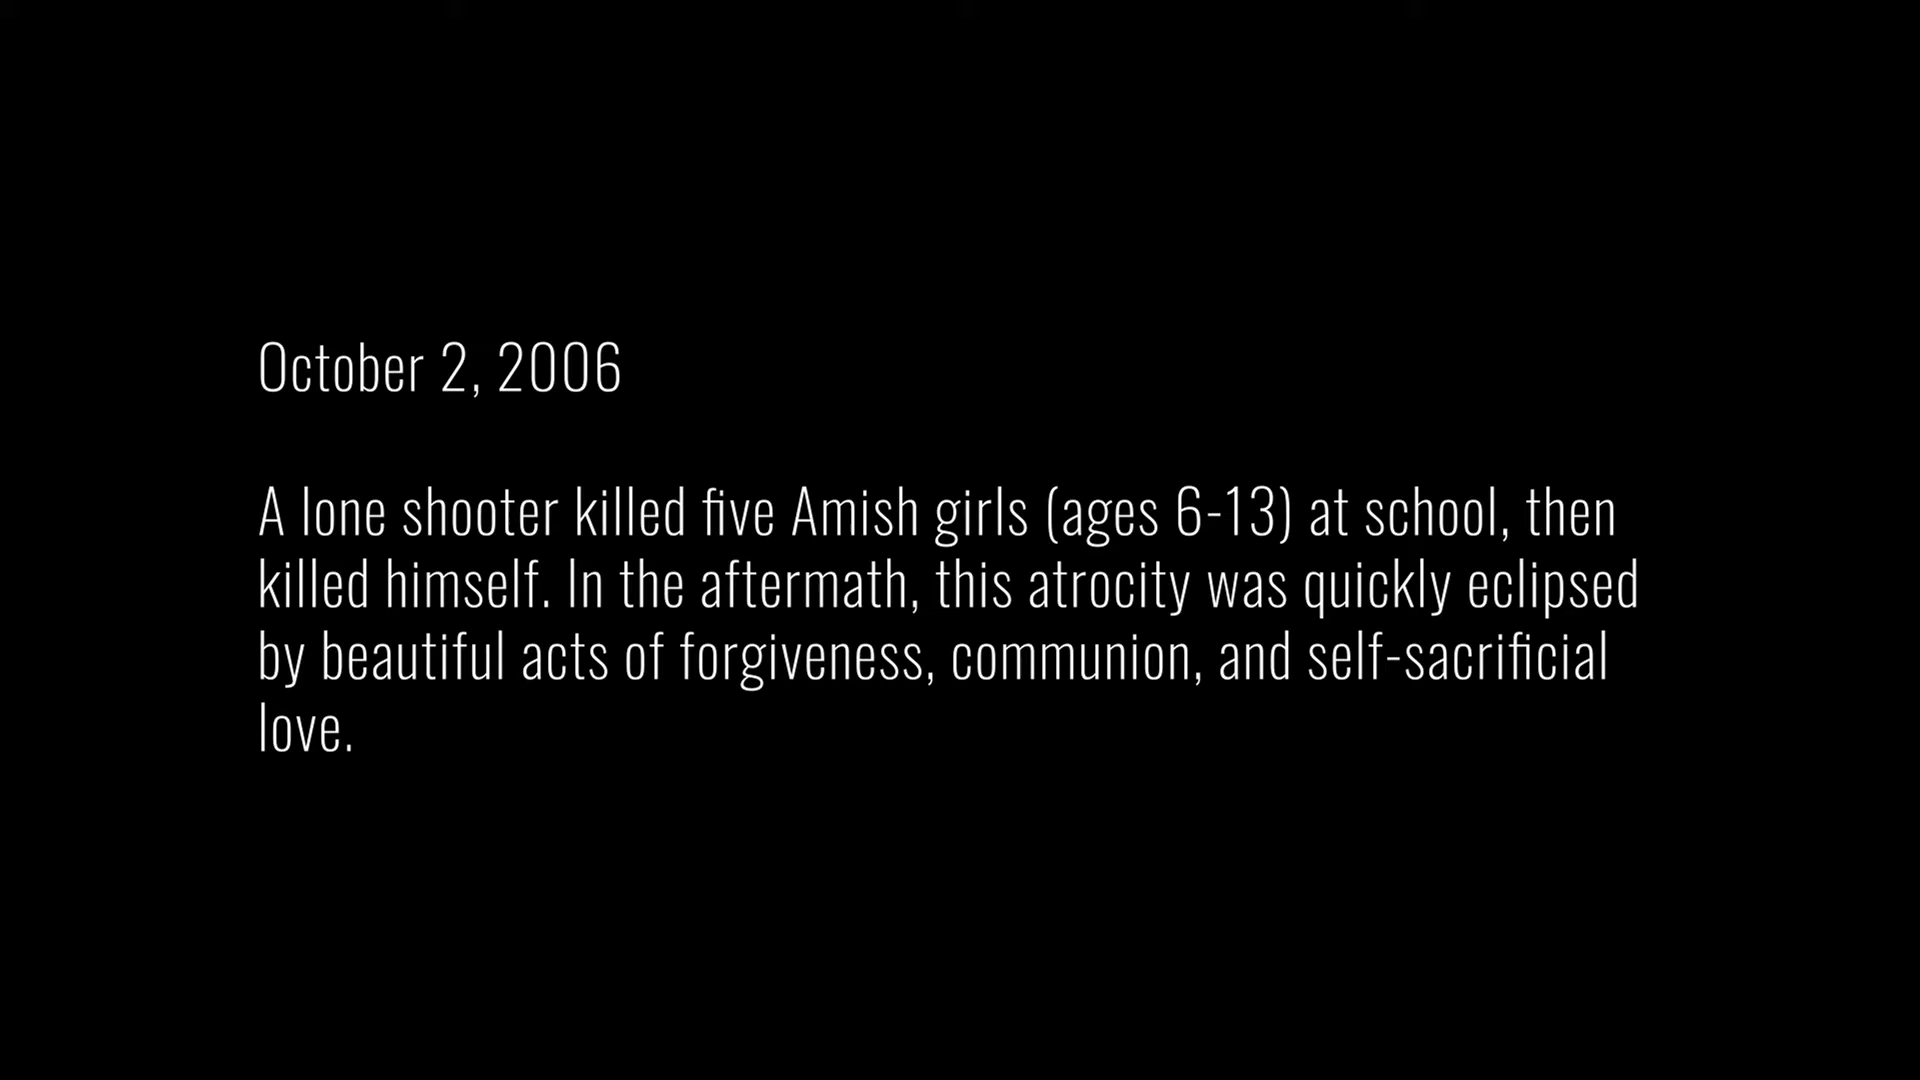 October 2, 2006
A lone shooter killed five Amish girls (ages 6-13) at school, then
killed himself. In the aftermath, this atrocity was quickly eclipsed
by beautiful acts of forgiveness, communion, and self-sacrificial
love.